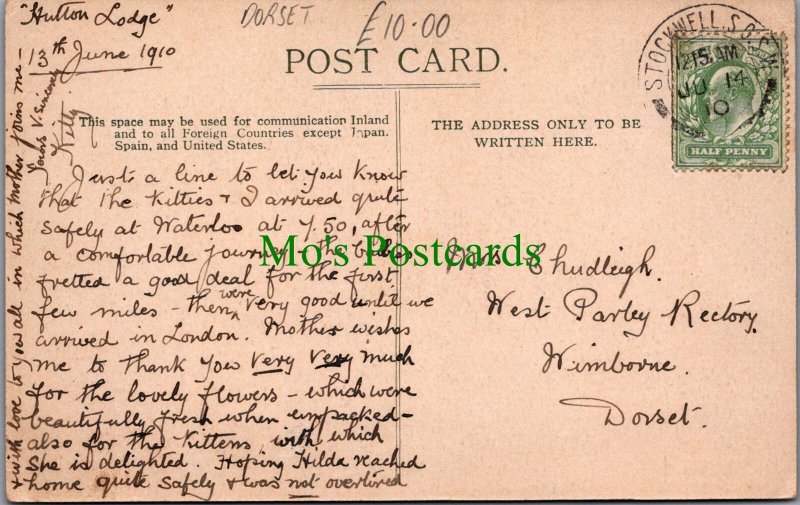 "Hutton Lodge"
13th June 1910
DORSET
£10.00
POST CARD.
STOCKWELL.S.O.
12.15 AM
JU 14
10
HALF PENNY
This space may be used for communication Inland
and to all Foreign Countries except Japan,
Spain, and United States.
THE ADDRESS ONLY TO BE
WRITTEN HERE.
Just a line to let you know
that the Kitties & I arrived quite
safely at Waterloo at 7.50, after
a comfortable journey - the
fretted a good deal for the first
few miles - then were very good until we
arrived in London. Mother wishes
me to thank you very very much
for the lovely flowers - which were
beautifully fresh when unpacked -
also for the Kittens, with which
she is delighted. Hoping Hilda reached
home quite safely & was not overtired
& with love to you all in which Mother joins me -
Yours V. Sincerely
Kitty
Mo's Postcards
Mrs Chudleigh.
West Parley Rectory,
Wimborne.
Dorset.